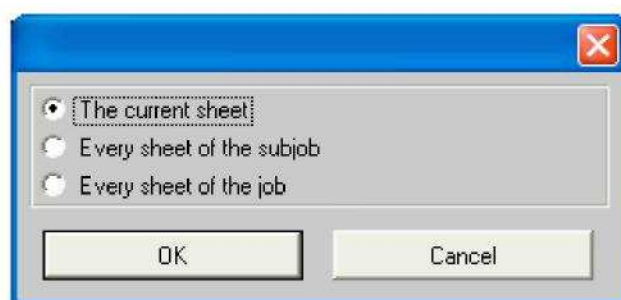 The current sheet
Every sheet of the subjob
Every sheet of the job
OK
Cancel